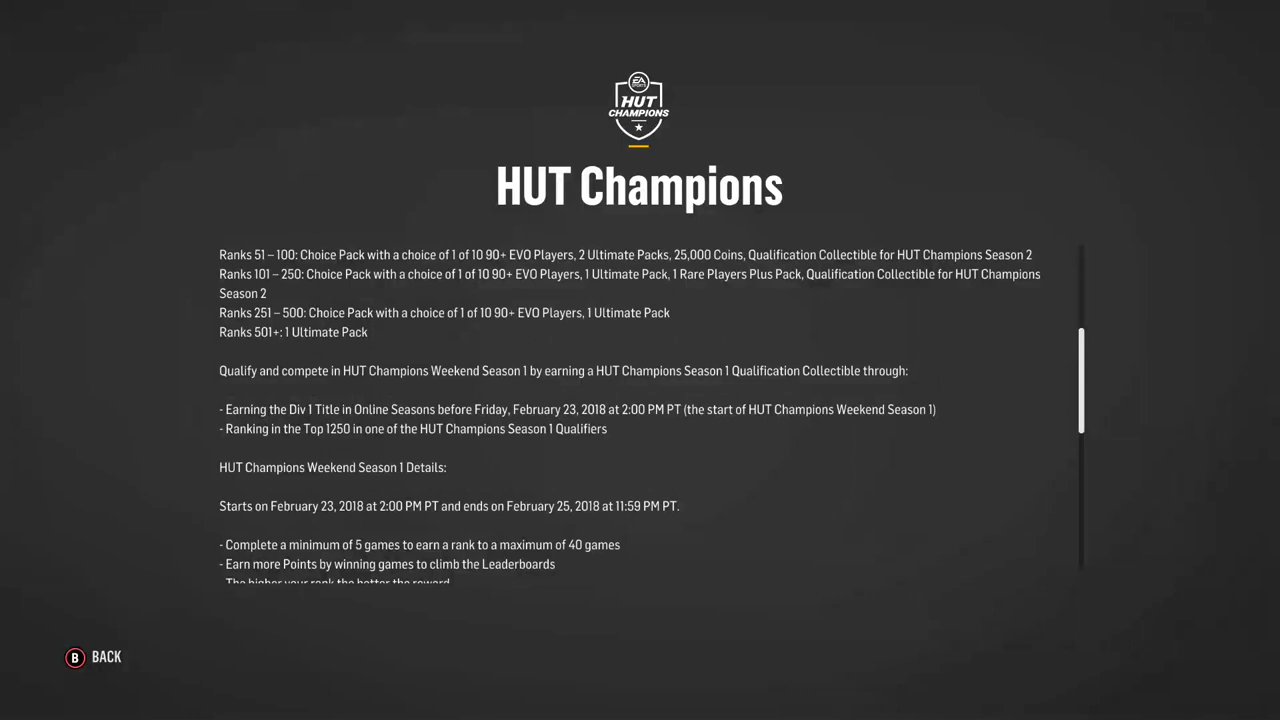 EA
SPORTS
HUT
CHAMPIONS
HUT Champions
Ranks 51 – 100: Choice Pack with a choice of 1 of 10 90+ EVO Players, 2 Ultimate Packs, 25,000 Coins, Qualification Collectible for HUT Champions Season 2
Ranks 101 – 250: Choice Pack with a choice of 1 of 10 90+ EVO Players, 1 Ultimate Pack, 1 Rare Players Plus Pack, Qualification Collectible for HUT Champions
Season 2
Ranks 251 – 500: Choice Pack with a choice of 1 of 10 90+ EVO Players, 1 Ultimate Pack
Ranks 501+: 1 Ultimate Pack
Qualify and compete in HUT Champions Weekend Season 1 by earning a HUT Champions Season 1 Qualification Collectible through:
- Earning the Div 1 Title in Online Seasons before Friday, February 23, 2018 at 2:00 PM PT (the start of HUT Champions Weekend Season 1)
- Ranking in the Top 1250 in one of the HUT Champions Season 1 Qualifiers
HUT Champions Weekend Season 1 Details:
Starts on February 23, 2018 at 2:00 PM PT and ends on February 25, 2018 at 11:59 PM PT.
- Complete a minimum of 5 games to earn a rank to a maximum of 40 games
- Earn more Points by winning games to climb the Leaderboards
- The higher your rank the better the reward
B BACK